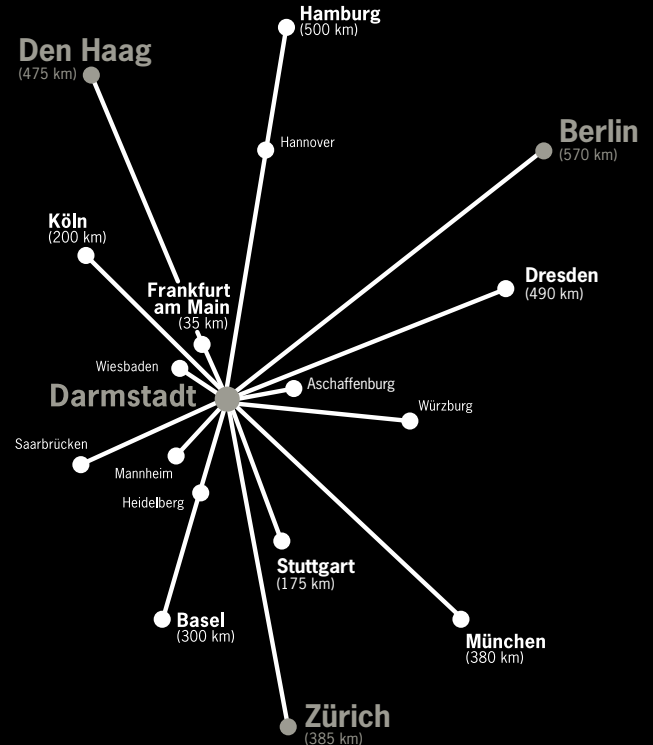 Hamburg
(500 km)
Den Haag
(475 km)
Berlin
(570 km)
Hannover
Köln
(200 km)
Dresden
(490 km)
Frankfurt
am Main
(35 km)
Wiesbaden
Aschaffenburg
Darmstadt
Würzburg
Saarbrücken
Mannheim
Heidelberg
Stuttgart
(175 km)
Basel
(300 km)
München
(380 km)
Zürich
(385 km)